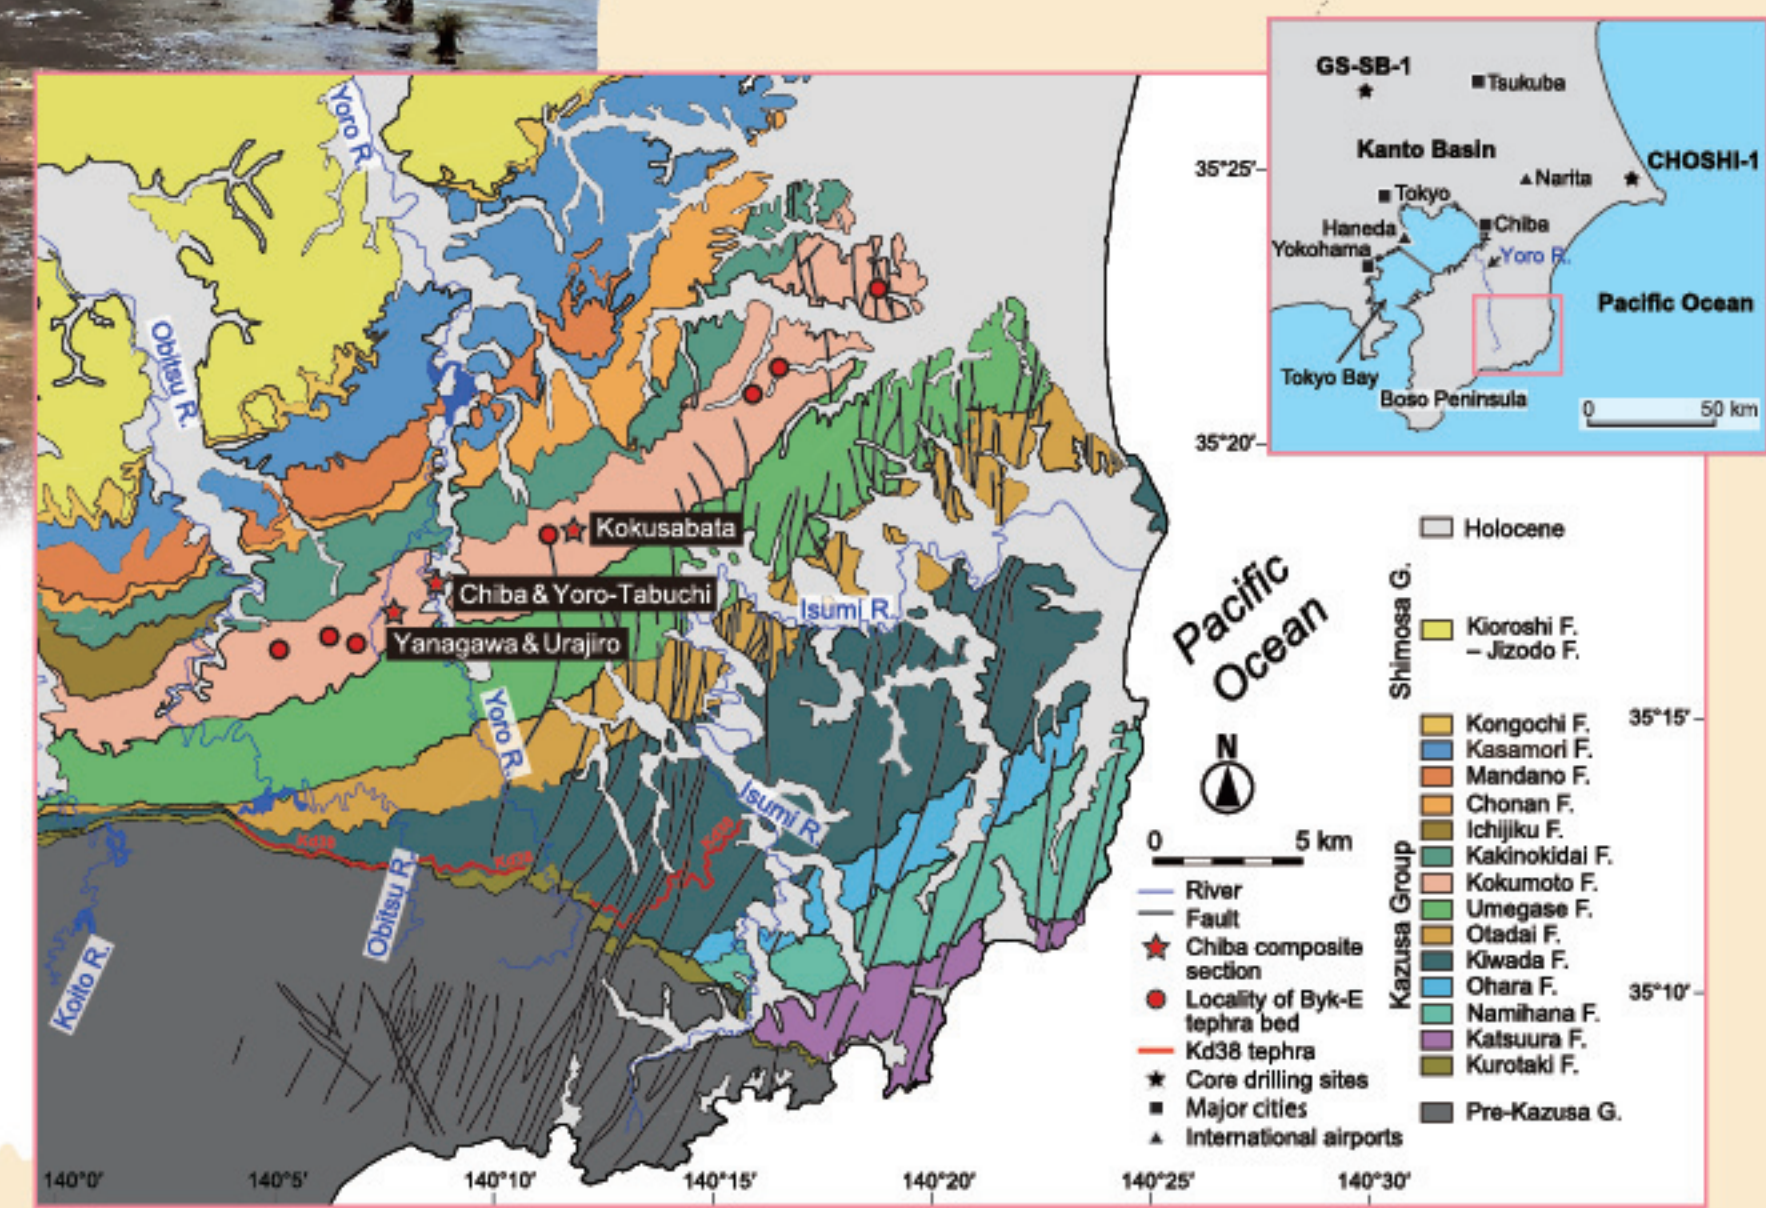 GS-SB-1
Tsukuba
Kanto Basin
CHOSHI-1
Narita
Tokyo
Haneda
Chiba
Yokohama
Yoro R.
Pacific Ocean
Tokyo Bay
Boso Peninsula
0 50 km
35°25′
35°20′
35°15′
35°10′
Yoro R.
Obitsu R.
Kokusabata
Chiba & Yoro-Tabuchi
Yanagawa & Urajiro
Isumi R.
Yoro R.
Isumi R.
Kd38
Kd38
Kd38
Obitsu R.
Koito R.
Pacific
Ocean
N
0 5 km
River
Fault
Chiba composite
section
Locality of Byk-E
tephra bed
Kd38 tephra
Core drilling sites
Major cities
International airports
Holocene
Shimosa G.
Kioroshi F.
– Jizodo F.
Kazusa Group
Kongochi F.
Kasamori F.
Mandano F.
Chonan F.
Ichijiku F.
Kakinokidai F.
Kokumoto F.
Umegase F.
Otadai F.
Kiwada F.
Ohara F.
Namihana F.
Katsuura F.
Kurotaki F.
Pre-Kazusa G.
140°0′ 140°5′ 140°10′ 140°15′ 140°20′ 140°25′ 140°30′